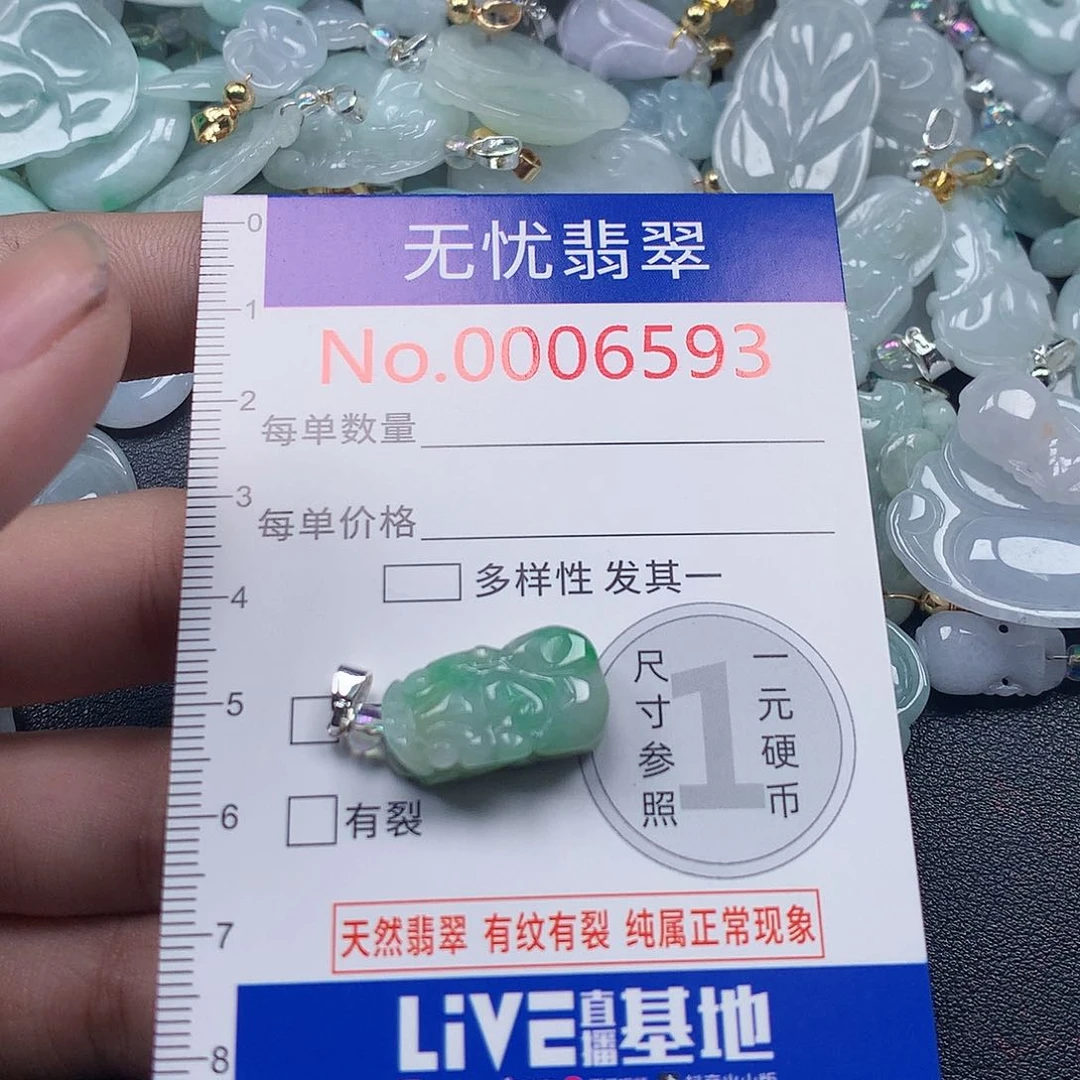 无忧翡翠
No.0006593
每单数量
每单价格
多样性 发其一
有裂
尺寸参照
1
一元硬币
天然翡翠 有纹有裂 纯属正常现象
LiVE直播基地
0
1
2
3
4
5
6
7
8